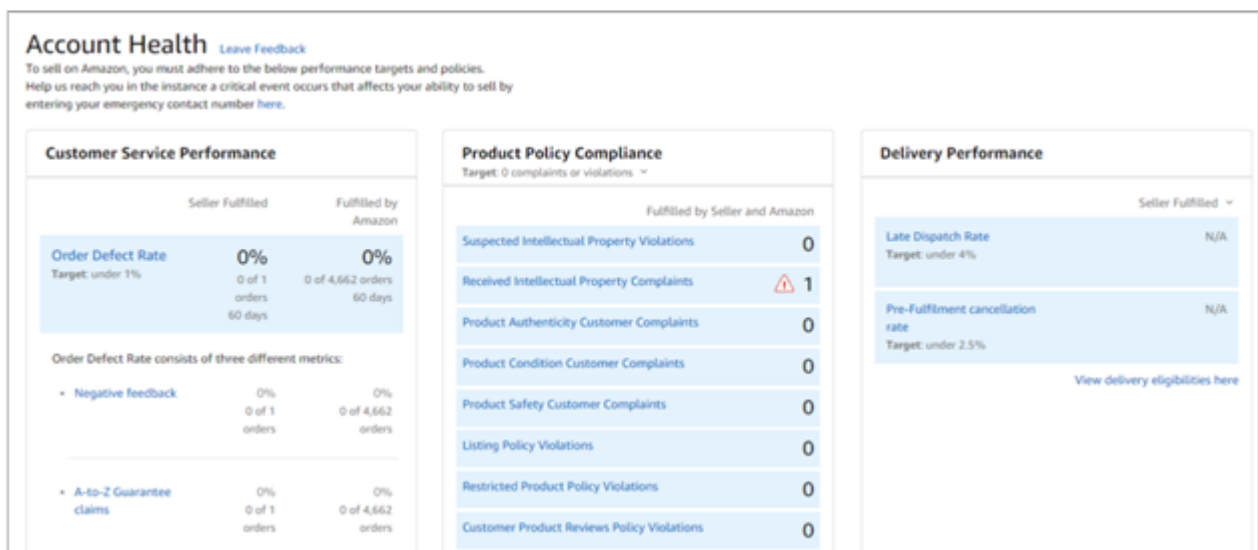 Account Health Leave Feedback
To sell on Amazon, you must adhere to the below performance targets and policies.
Help us reach you in the instance a critical event occurs that affects your ability to sell by
entering your emergency contact number here.
Customer Service Performance
Seller Fulfilled
Fulfilled by
Amazon
Order Defect Rate
Target: under 1%
0%
0 of 1
orders
60 days
0%
0 of 4,662 orders
60 days
Order Defect Rate consists of three different metrics:
• Negative feedback
0%
0 of 1
orders
0%
0 of 4,662
orders
• A-to-Z Guarantee
claims
0%
0 of 1
orders
0%
0 of 4,662
orders
Product Policy Compliance
Target: 0 complaints or violations
Fulfilled by Seller and Amazon
Suspected Intellectual Property Violations 0
Received Intellectual Property Complaints 1
Product Authenticity Customer Complaints 0
Product Condition Customer Complaints 0
Product Safety Customer Complaints 0
Listing Policy Violations 0
Restricted Product Policy Violations 0
Customer Product Reviews Policy Violations 0
Delivery Performance
Seller Fulfilled
Late Dispatch Rate N/A
Target: under 4%
Pre-Fulfilment cancellation N/A
rate
Target: under 2.5%
View delivery eligibilities here